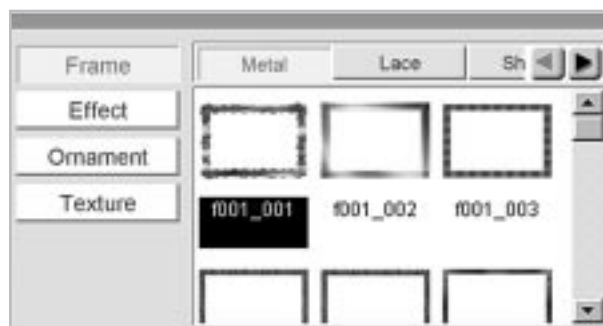 Frame
Effect
Ornament
Texture
Metal Lace Sh
f001_001 f001_002 f001_003